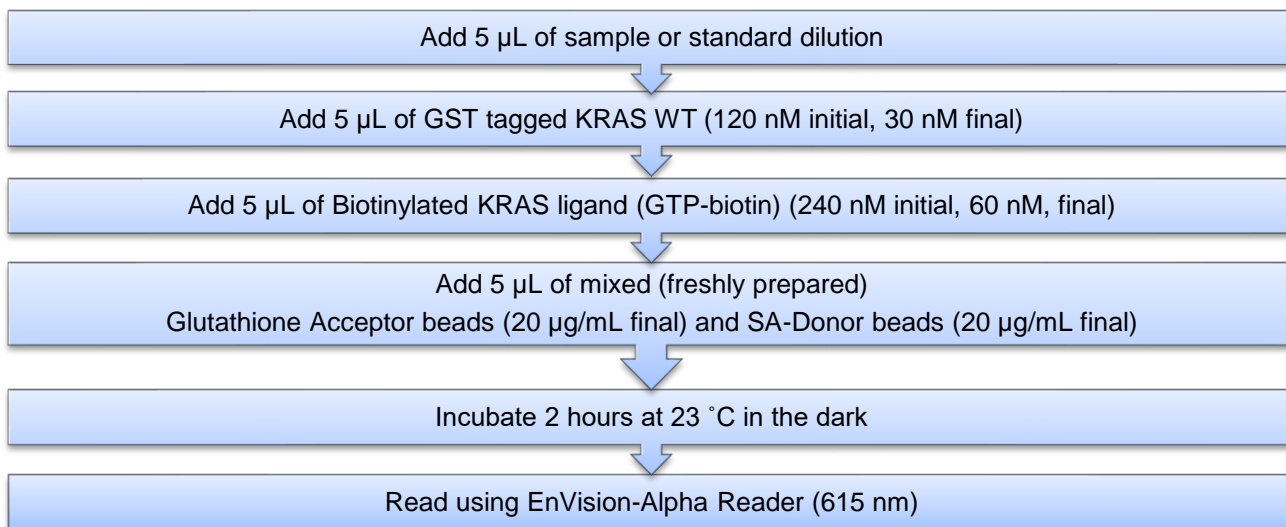 Add 5 µL of sample or standard dilution
Add 5 µL of GST tagged KRAS WT (120 nM initial, 30 nM final)
Add 5 µL of Biotinylated KRAS ligand (GTP-biotin) (240 nM initial, 60 nM, final)
Add 5 µL of mixed (freshly prepared)
Glutathione Acceptor beads (20 µg/mL final) and SA-Donor beads (20 µg/mL final)
Incubate 2 hours at 23 ˚C in the dark
Read using EnVision-Alpha Reader (615 nm)